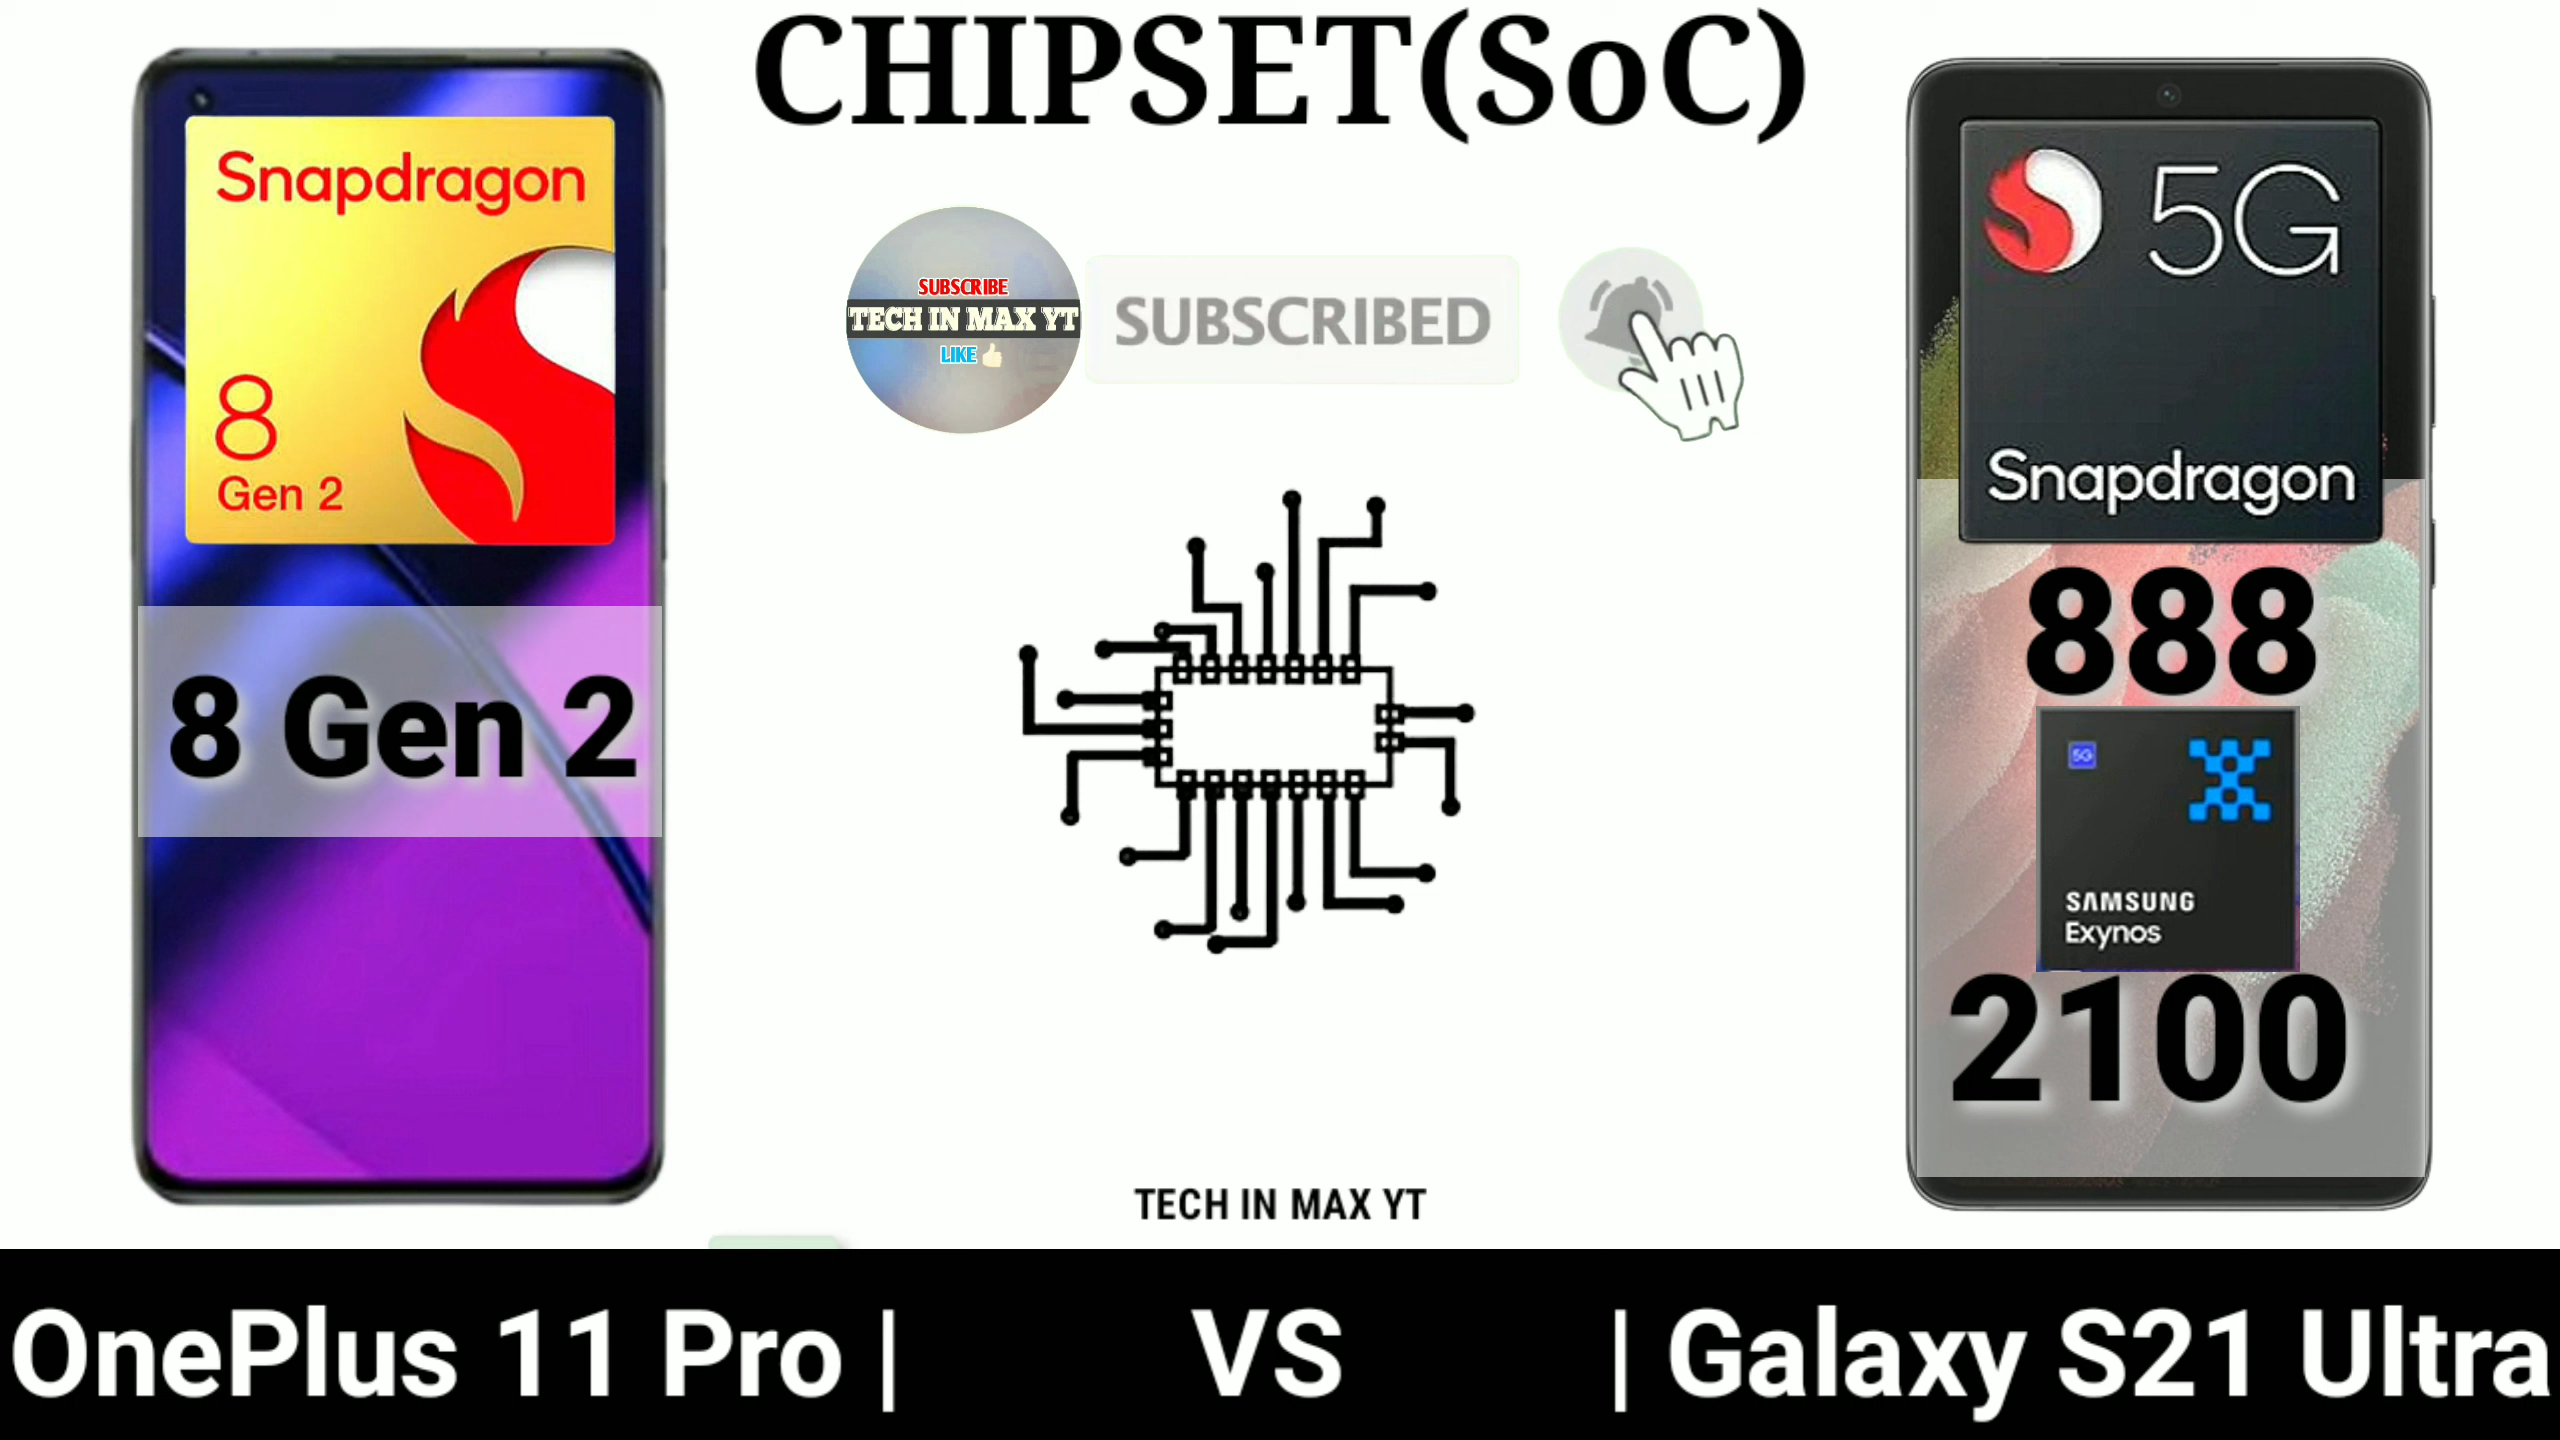 CHIPSET(SoC)
Snapdragon
8
Gen 2
8 Gen 2
SUBSCRIBE
TECH IN MAX YT
LIKE
SUBSCRIBED
5G
Snapdragon
888
5G
SAMSUNG
Exynos
2100
TECH IN MAX YT
OnePlus 11 Pro | VS | Galaxy S21 Ultra